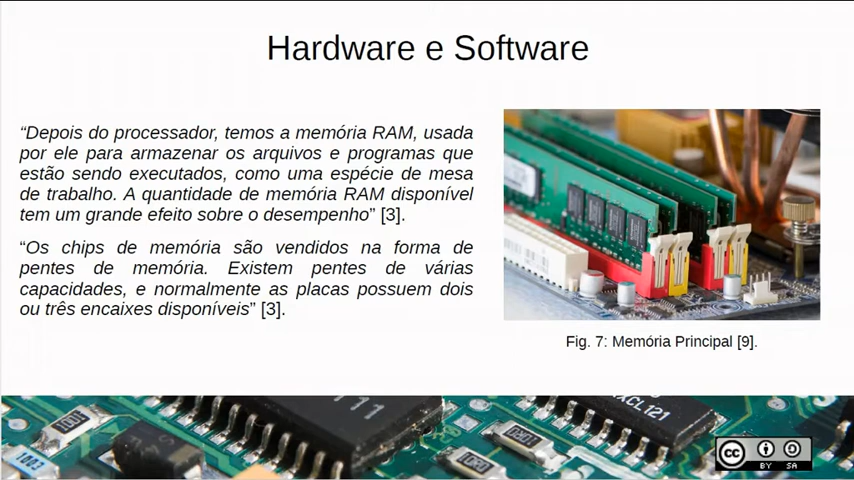 Hardware e Software
“Depois do processador, temos a memória RAM, usada
por ele para armazenar os arquivos e programas que
estão sendo executados, como uma espécie de mesa
de trabalho. A quantidade de memória RAM disponível
tem um grande efeito sobre o desempenho” [3].
“Os chips de memória são vendidos na forma de
pentes de memória. Existem pentes de várias
capacidades, e normalmente as placas possuem dois
ou três encaixes disponíveis” [3].
Fig. 7: Memória Principal [9].
1003
XCL121
cc
BY SA